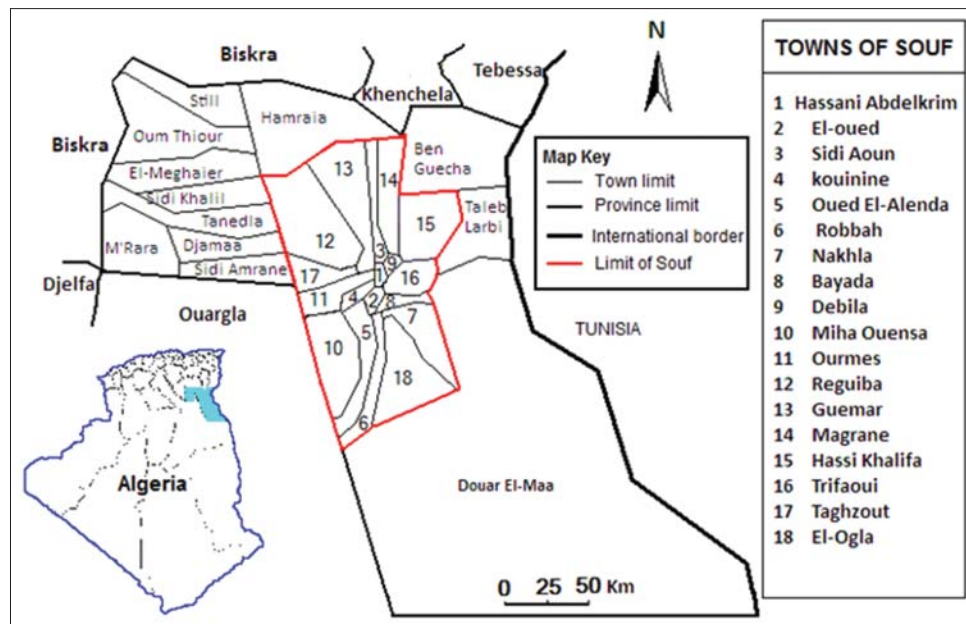 Biskra
Tebessa
Khenchela
Still
Hamraia
Oum Thiour
Biskra
El-Meghaier
Sidi Khalil
Tanedla
M'Rara
Djamaa
Sidi Amrane
Djelfa
Ouargla
Ben
Guecha
Taleb
Larbi
13
14
15
12
3
9
17
1
16
11
4
2
8
7
5
10
18
6
TUNISIA
Douar El-Maa
Algeria
0 25 50 Km
N
Map Key
Town limit
Province limit
International border
Limit of Souf
TOWNS OF SOUF
1 Hassani Abdelkrim
2 El-oued
3 Sidi Aoun
4 kouinine
5 Oued El-Alenda
6 Robbah
7 Nakhla
8 Bayada
9 Debila
10 Miha Ouensa
11 Ourmes
12 Reguiba
13 Guemar
14 Magrane
15 Hassi Khalifa
16 Trifaoui
17 Taghzout
18 El-Ogla